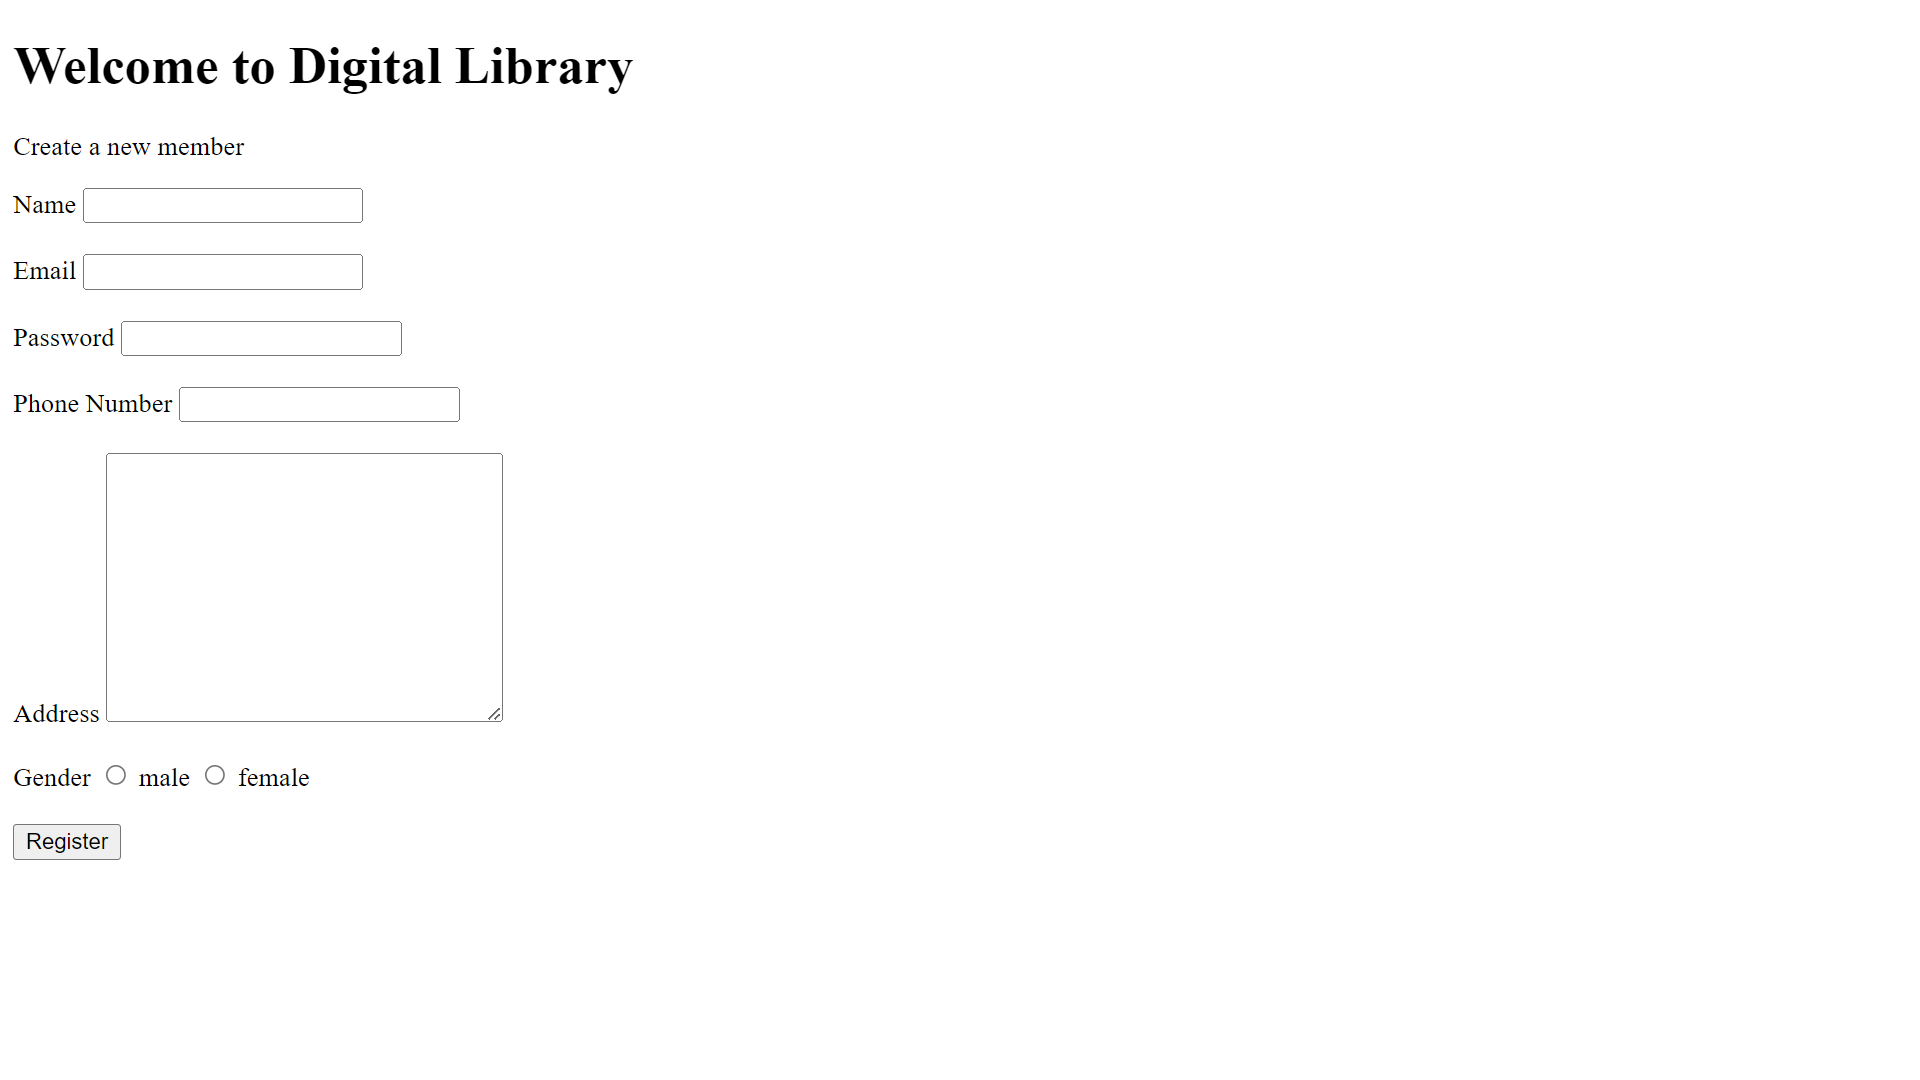 Welcome to Digital Library
Create a new member
Name
Email
Password
Phone Number
Address
Gender male female
Register